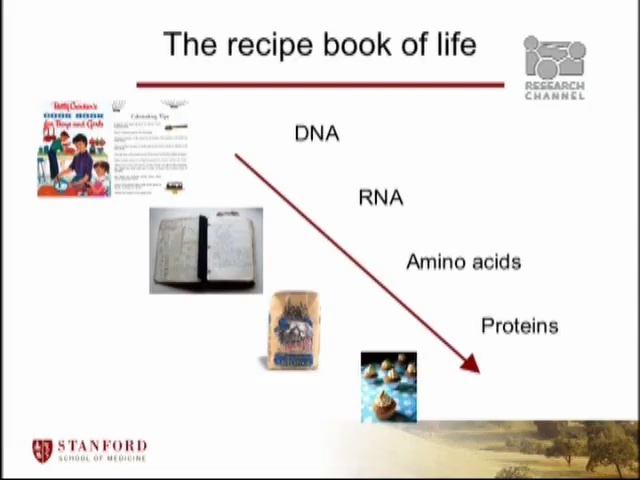 The recipe book of life
RESEARCH
CHANNEL
Betty Crocker's
COOK BOOK
for Boys and Girls
DNA
RNA
Amino acids
Proteins
STANFORD
SCHOOL OF MEDICINE